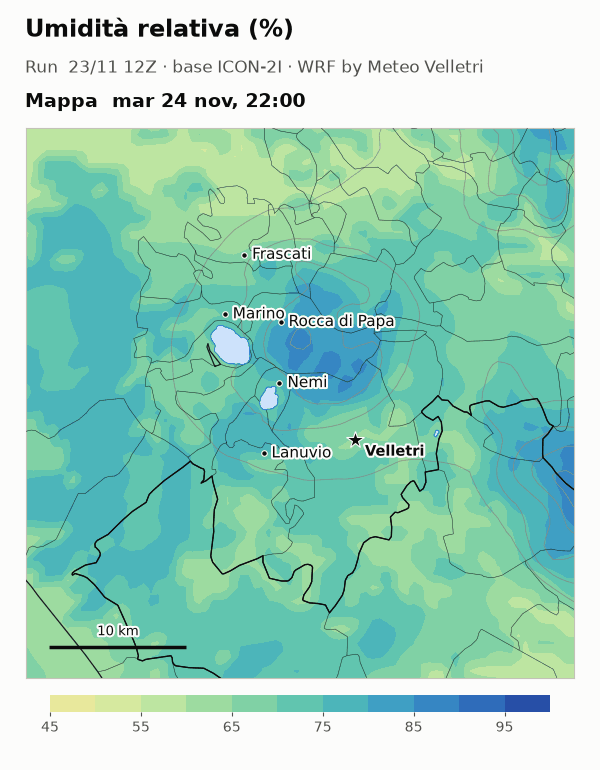 Umidità relativa (%)
Run  23/11 12Z · base ICON-2I · WRF by Meteo Velletri
Mappa  mar 24 nov, 22:00
Frascati
Marino
Rocca di Papa
Nemi
Velletri
Lanuvio
10 km
45 55 65 75 85 95